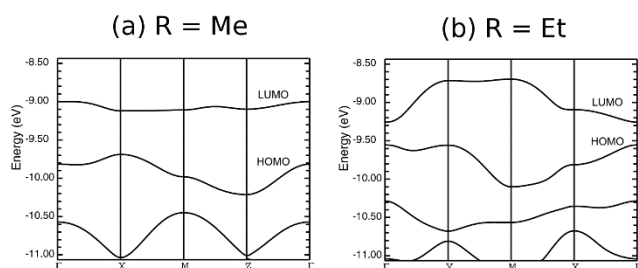 (a) R = Me
(b) R = Et
Energy (eV)
-8.50
-9.00
-9.50
-10.00
-10.50
-11.00
LUMO
HOMO
Γ X M Z Γ
Energy (eV)
-8.50
-9.00
-9.50
-10.00
-10.50
-11.00
LUMO
HOMO
M